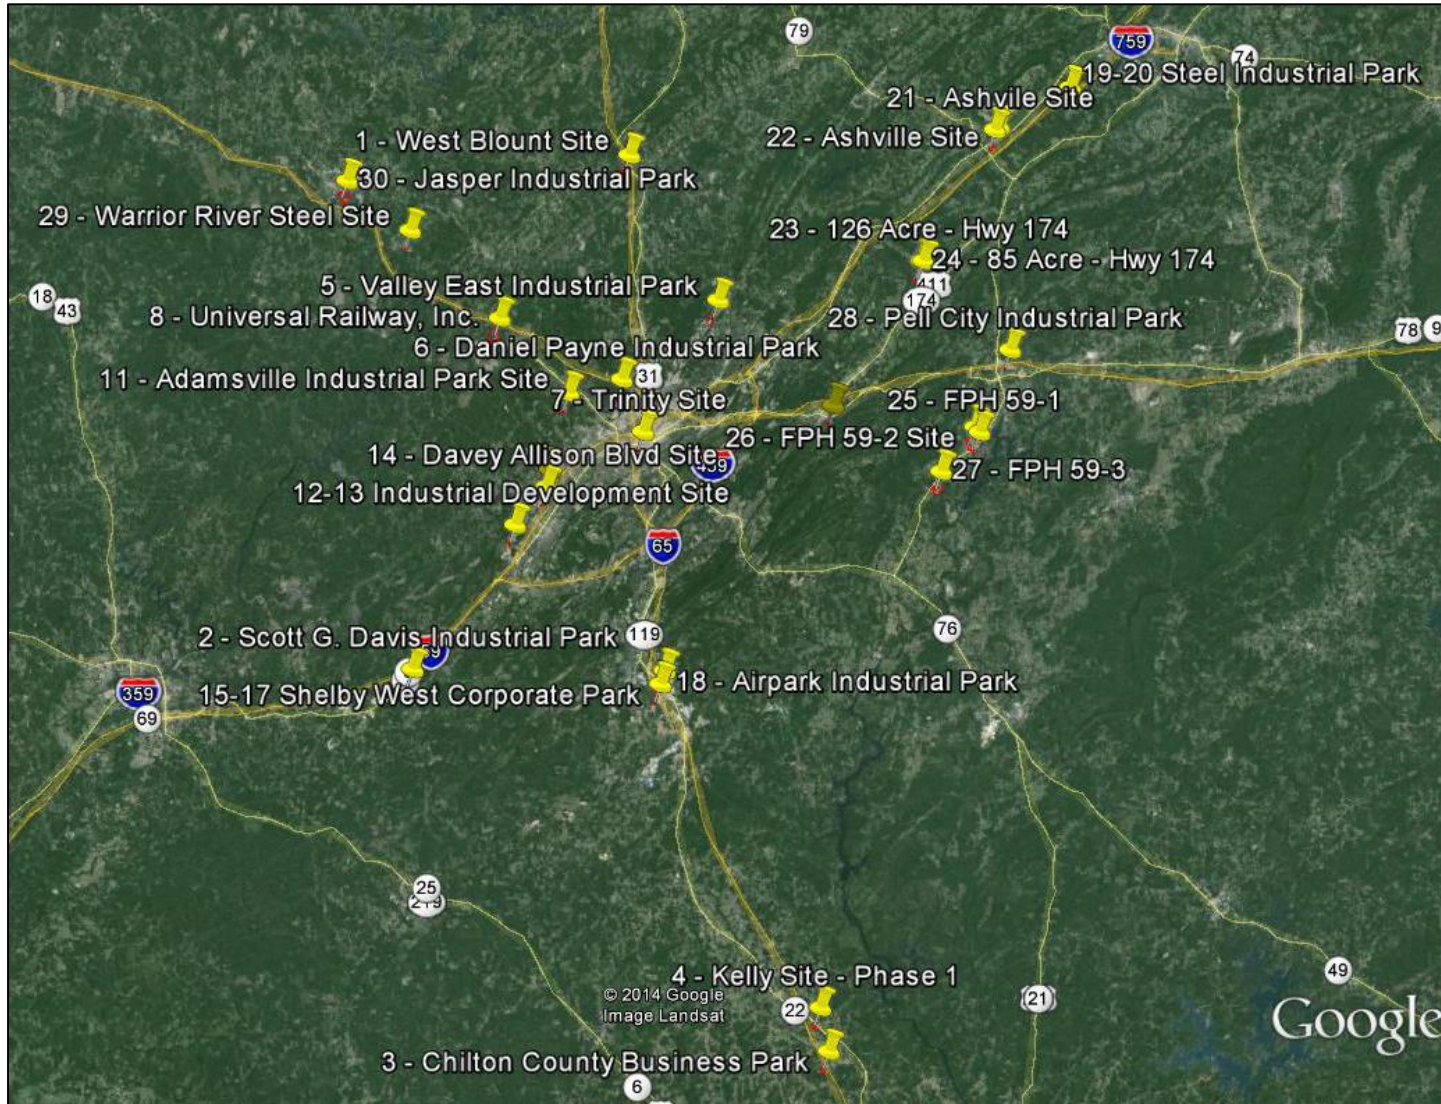 79
759
74
19-20 Steel Industrial Park
21 - Ashvile Site
22 - Ashville Site
1 - West Blount Site
30 - Jasper Industrial Park
29 - Warrior River Steel Site
23 - 126 Acre - Hwy 174
24 - 85 Acre - Hwy 174
411
174
18
43
5 - Valley East Industrial Park
8 - Universal Railway, Inc.
28 - Pell City Industrial Park
78
9
6 - Daniel Payne Industrial Park
31
11 - Adamsville Industrial Park Site
7 - Trinity Site
25 - FPH 59-1
26 - FPH 59-2 Site
14 - Davey Allison Blvd Site
27 - FPH 59-3
12-13 Industrial Development Site
65
2 - Scott G. Davis Industrial Park
119
76
359
69
15-17 Shelby West Corporate Park
18 - Airpark Industrial Park
25
219
4 - Kelly Site - Phase 1
© 2014 Google
Image Landsat
22
21
49
Google
3 - Chilton County Business Park
6